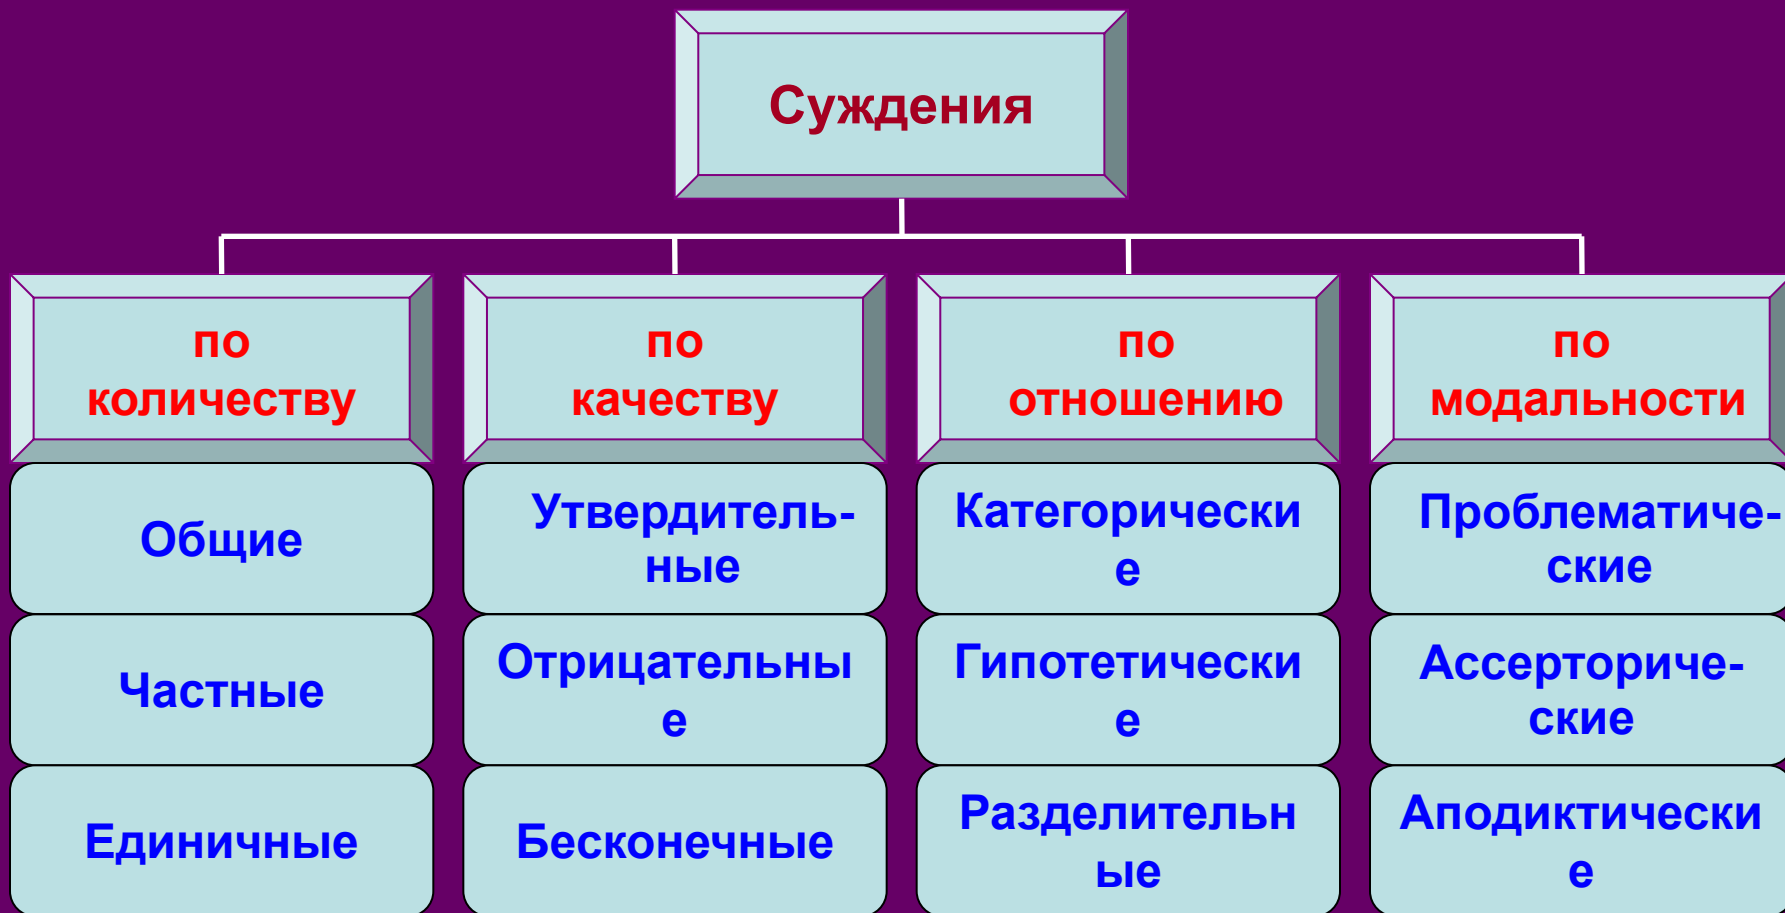 Суждения
по
количеству
Общие
Частные
Единичные
по
качеству
Утвердитель-
ные
Отрицательны
е
Бесконечные
по
отношению
Категорически
е
Гипотетически
е
Разделительн
ые
по
модальности
Проблематиче-
ские
Ассерториче-
ские
Аподиктически
е